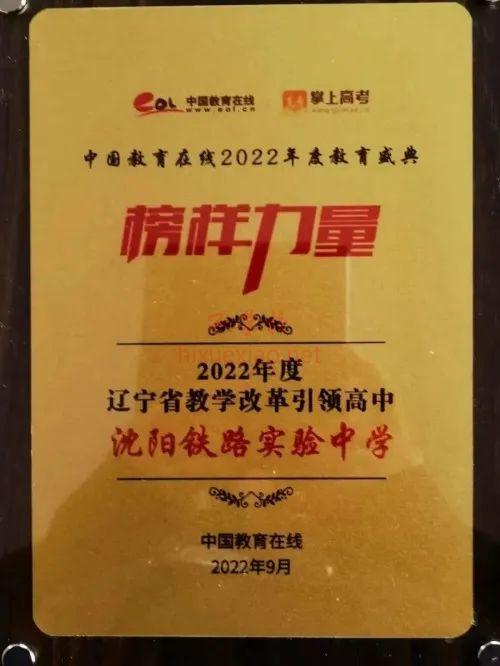 eoL 中国教育在线 掌上高考
www.eol.cn
中国教育在线2022年度教育盛典
榜样力量
hixuexiao.net
2022年度
辽宁省教学改革引领高中
沈阳铁路实验中学
中国教育在线
2022年9月